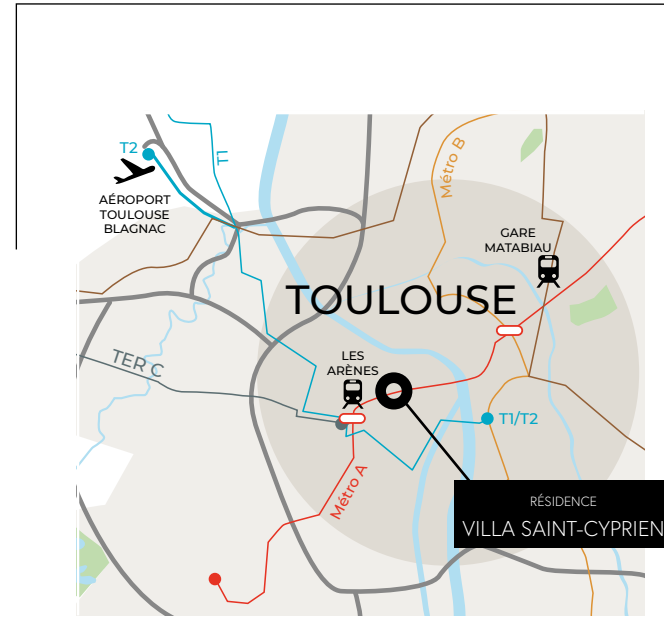 T2
T1
Métro B
AÉROPORT
TOULOUSE
BLAGNAC
GARE
MATABIAU
TOULOUSE
TER C
LES
ARÈNES
T1/T2
Métro A
RÉSIDENCE
VILLA SAINT-CYPRIEN